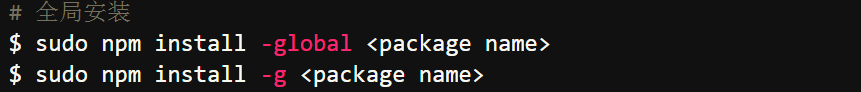 # 全局安装
$ sudo npm install -global <package name>
$ sudo npm install -g <package name>